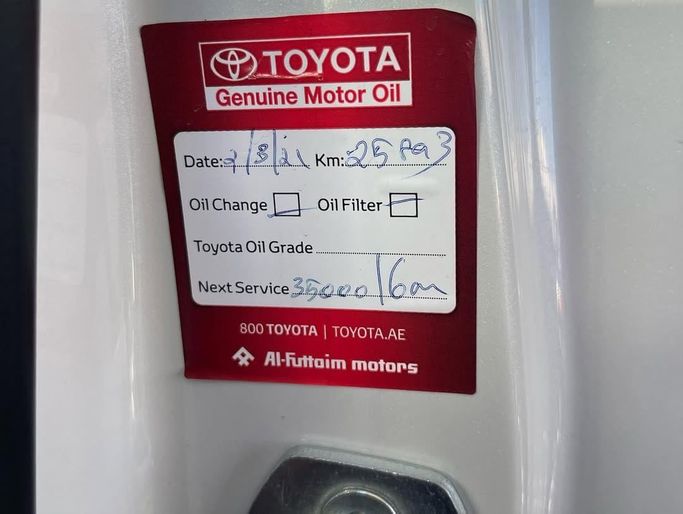 TOYOTA
Genuine Motor Oil
Date: 2/8/21 Km: 25893
Oil Change Oil Filter
Toyota Oil Grade
Next Service 35000/6m
800 TOYOTA | TOYOTA.AE
Al-Futtaim motors